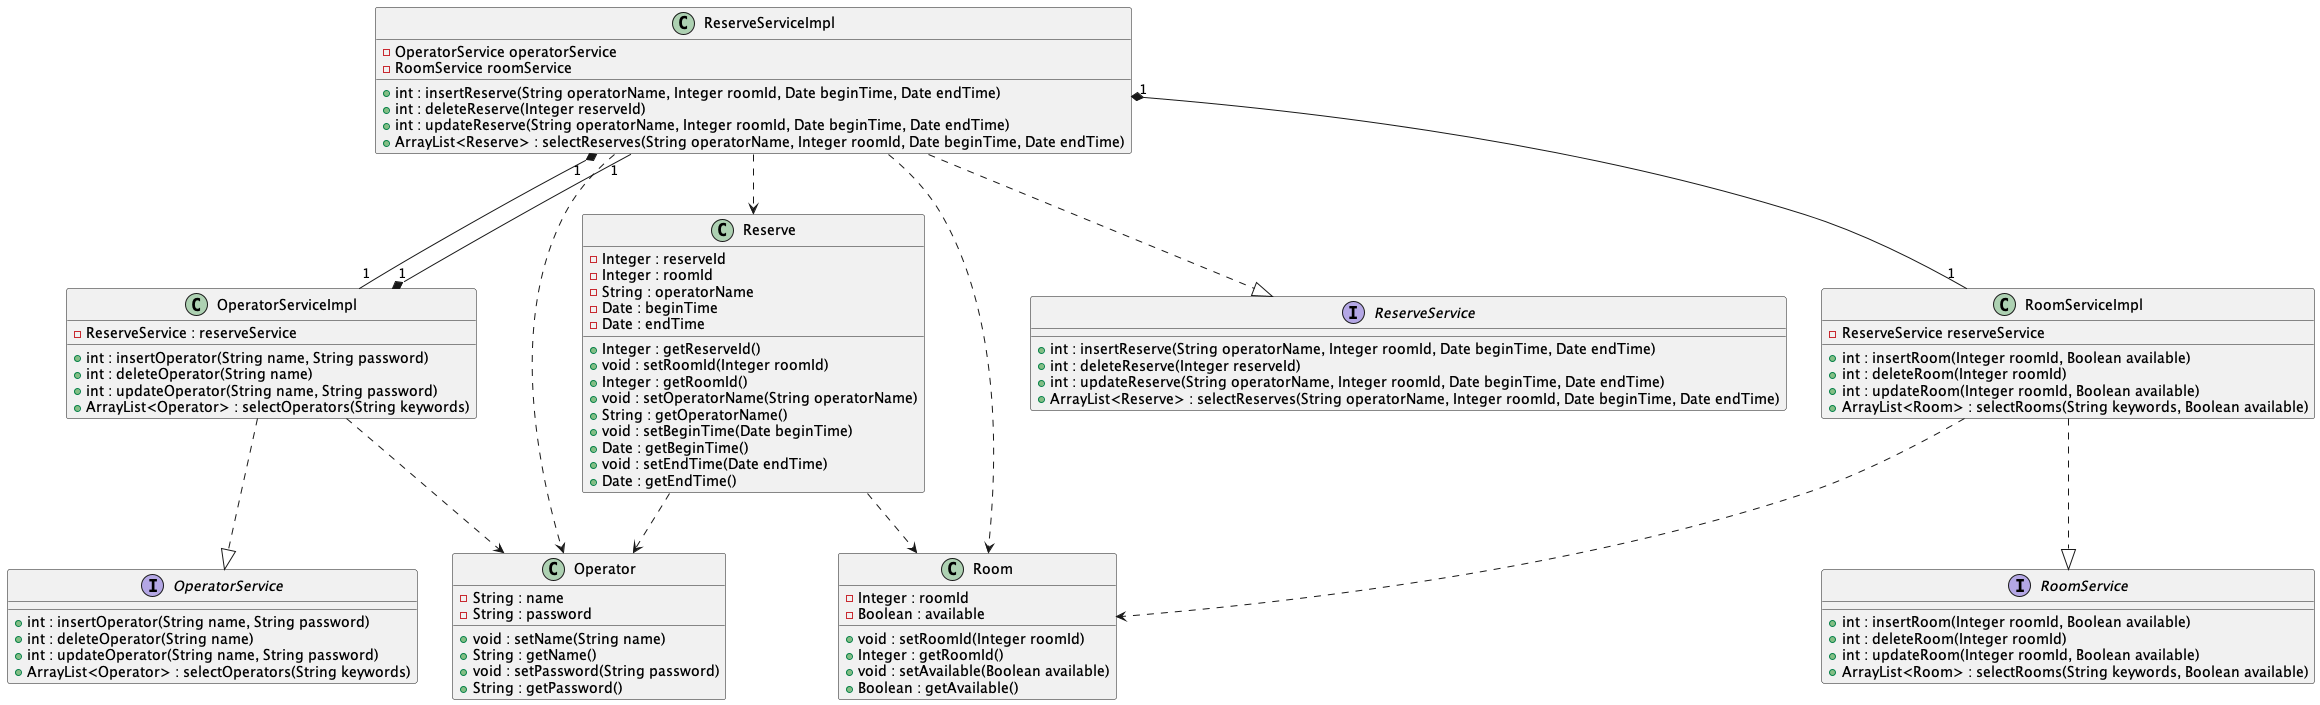 C ReserveServiceImpl
OperatorService operatorService
RoomService roomService
int : insertReserve(String operatorName, Integer roomId, Date beginTime, Date endTime)
int : deleteReserve(Integer reserveId)
int : updateReserve(String operatorName, Integer roomId, Date beginTime, Date endTime)
ArrayList<Reserve> : selectReserves(String operatorName, Integer roomId, Date beginTime, Date endTime)
1
1
1
C Reserve
Integer : reserveId
Integer : roomId
String : operatorName
Date : beginTime
Date : endTime
Integer : getReserveId()
void : setRoomId(Integer roomId)
Integer : getRoomId()
void : setOperatorName(String operatorName)
String : getOperatorName()
void : setBeginTime(Date beginTime)
Date : getBeginTime()
void : setEndTime(Date endTime)
Date : getEndTime()
1
1
1
C OperatorServiceImpl
ReserveService : reserveService
int : insertOperator(String name, String password)
int : deleteOperator(String name)
int : updateOperator(String name, String password)
ArrayList<Operator> : selectOperators(String keywords)
I ReserveService
int : insertReserve(String operatorName, Integer roomId, Date beginTime, Date endTime)
int : deleteReserve(Integer reserveId)
int : updateReserve(String operatorName, Integer roomId, Date beginTime, Date endTime)
ArrayList<Reserve> : selectReserves(String operatorName, Integer roomId, Date beginTime, Date endTime)
C RoomServiceImpl
ReserveService reserveService
int : insertRoom(Integer roomId, Boolean available)
int : deleteRoom(Integer roomId)
int : updateRoom(Integer roomId, Boolean available)
ArrayList<Room> : selectRooms(String keywords, Boolean available)
I OperatorService
int : insertOperator(String name, String password)
int : deleteOperator(String name)
int : updateOperator(String name, String password)
ArrayList<Operator> : selectOperators(String keywords)
C Operator
String : name
String : password
void : setName(String name)
String : getName()
void : setPassword(String password)
String : getPassword()
C Room
Integer : roomId
Boolean : available
void : setRoomId(Integer roomId)
Integer : getRoomId()
void : setAvailable(Boolean available)
Boolean : getAvailable()
I RoomService
int : insertRoom(Integer roomId, Boolean available)
int : deleteRoom(Integer roomId)
int : updateRoom(Integer roomId, Boolean available)
ArrayList<Room> : selectRooms(String keywords, Boolean available)